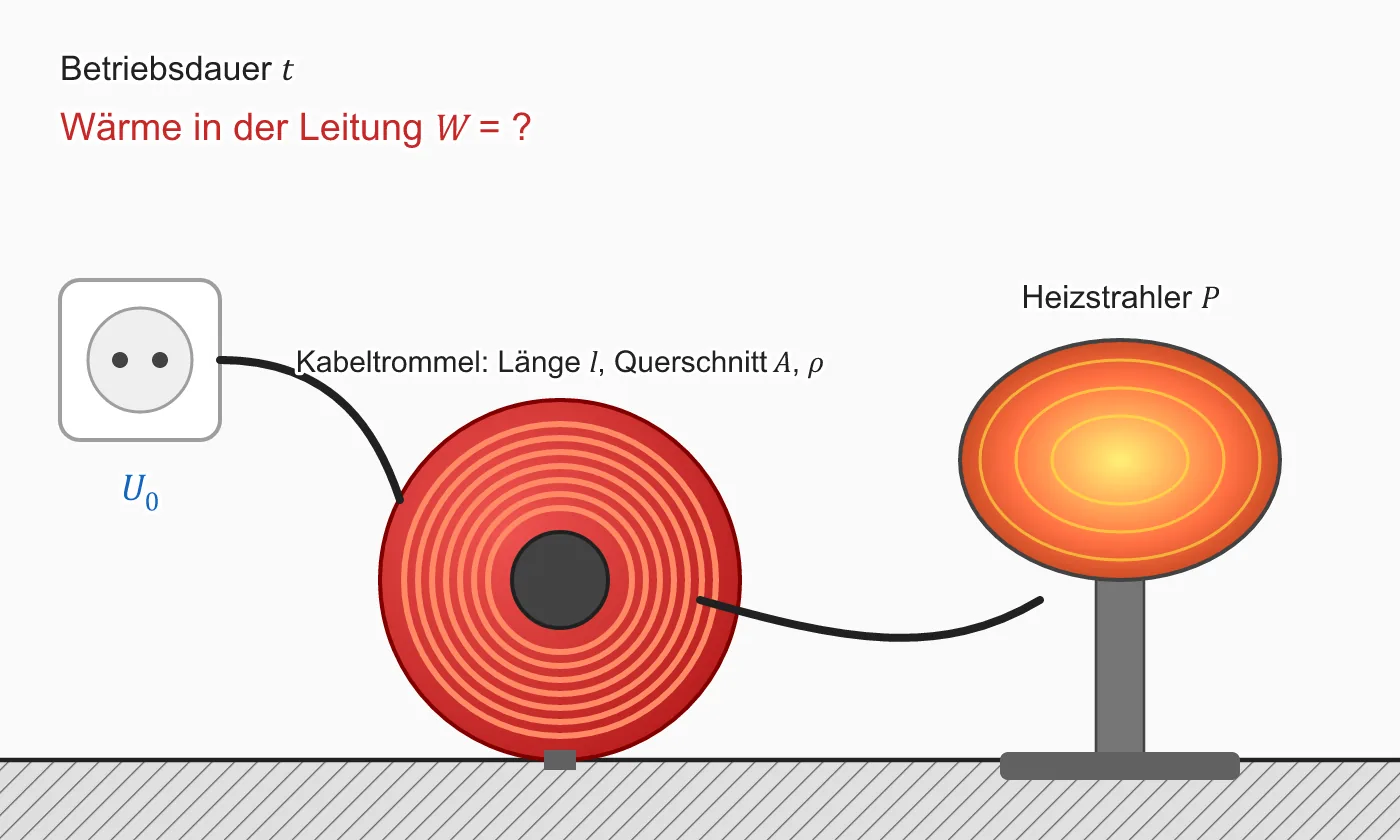 Betriebsdauer t
Wärme in der Leitung W = ?
Heizstrahler P
Kabeltrommel: Länge l, Querschnitt A, ρ
U₀